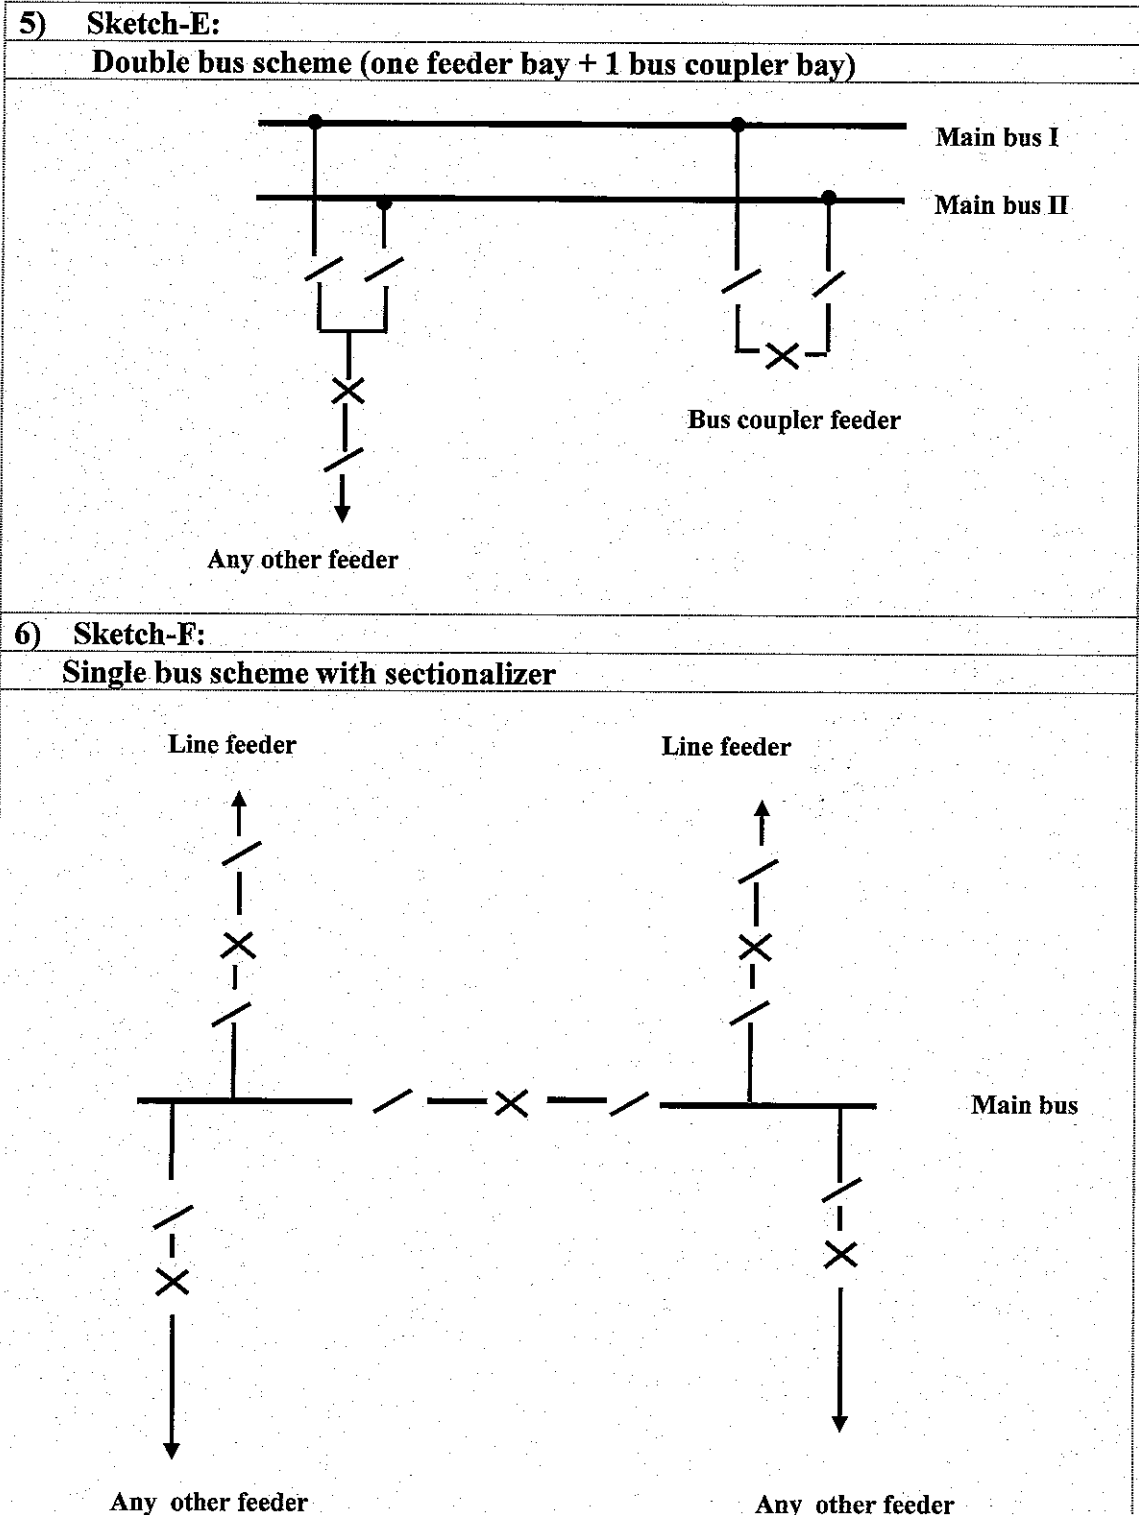 5) Sketch-E:
Double bus scheme (one feeder bay + 1 bus coupler bay)
Main bus I
Main bus II
Bus coupler feeder
Any other feeder
6) Sketch-F:
Single bus scheme with sectionalizer
Line feeder
Line feeder
Main bus
Any other feeder
Any other feeder